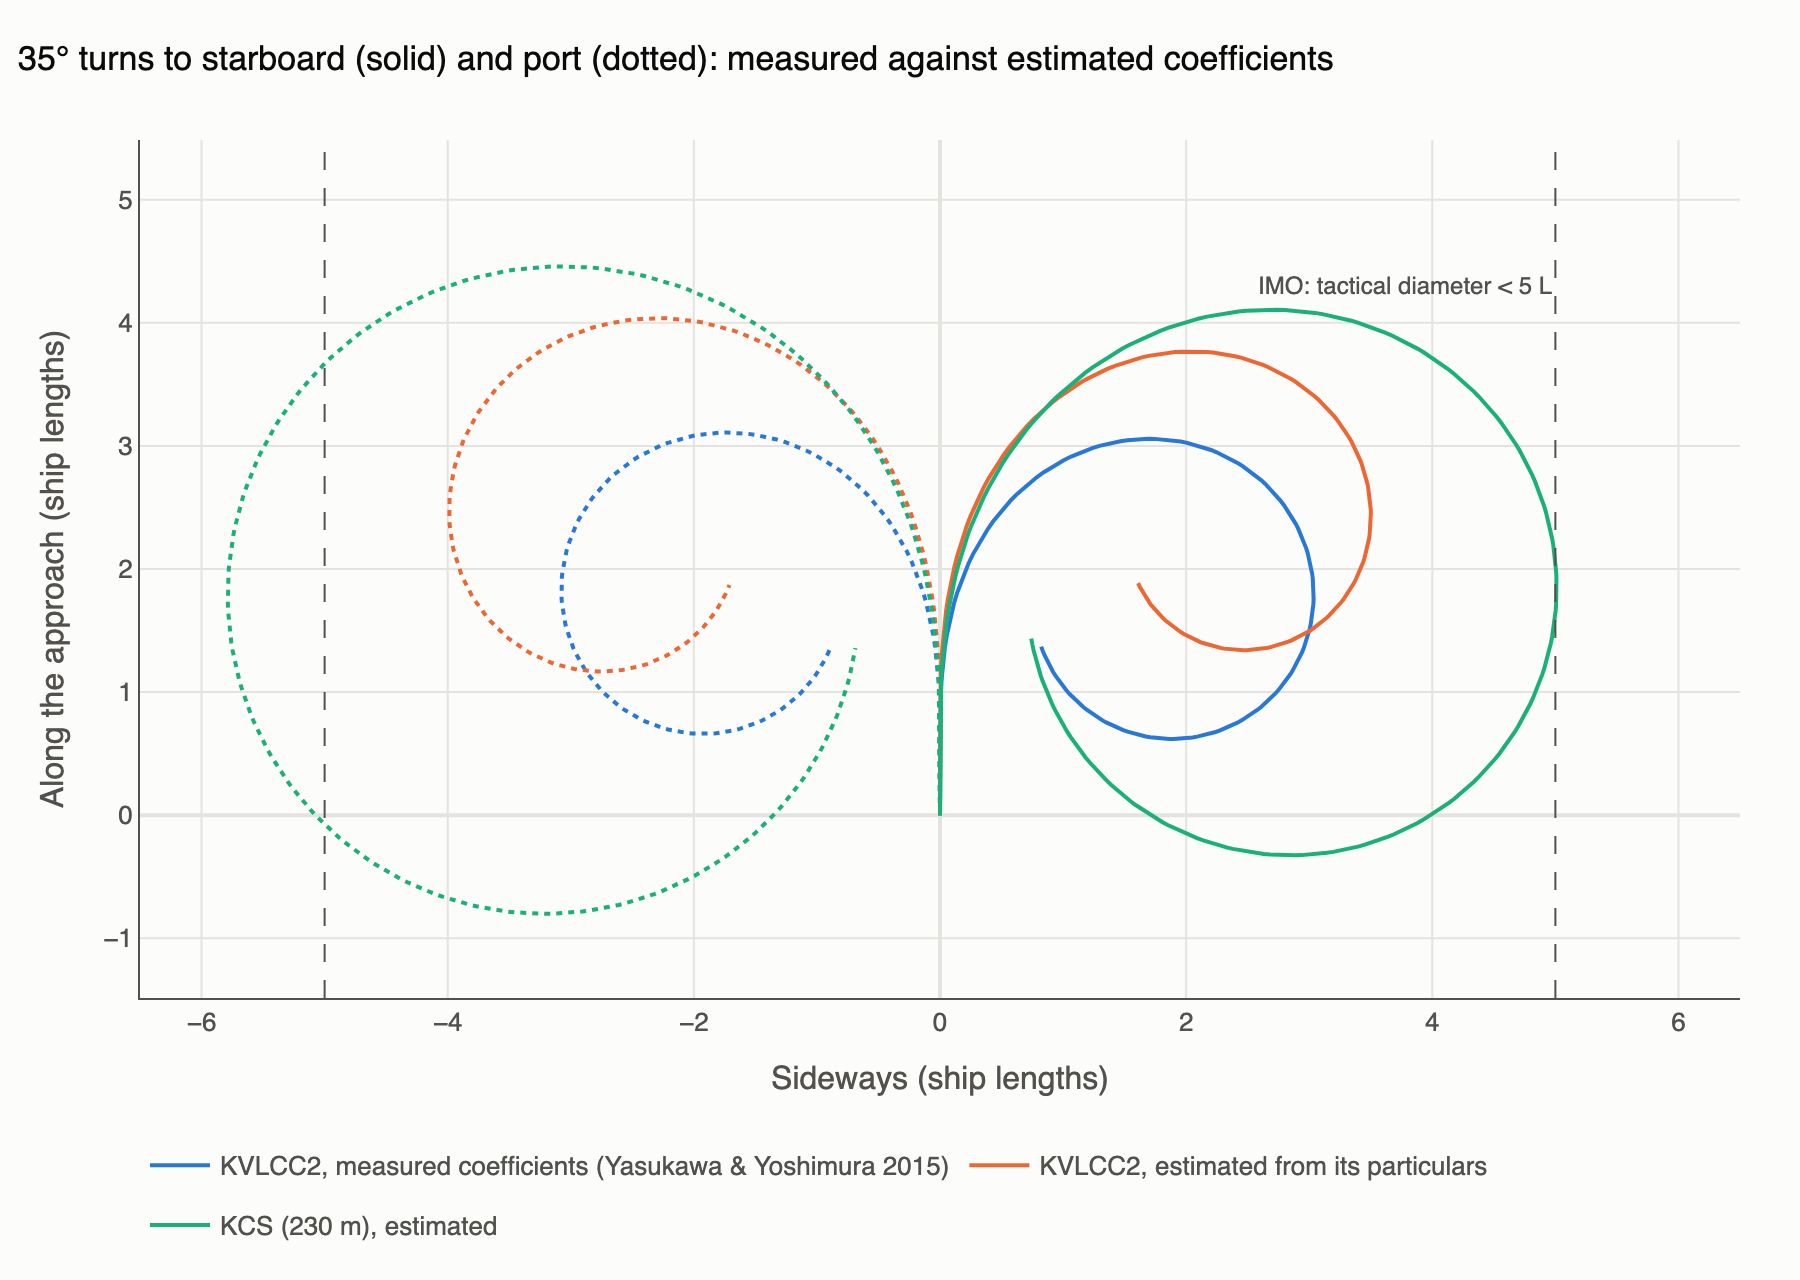 35° turns to starboard (solid) and port (dotted): measured against estimated coefficients
IMO: tactical diameter < 5 L
Along the approach (ship lengths)
5
4
3
2
1
0
−1
−6
−4
−2
0
2
4
6
Sideways (ship lengths)
KVLCC2, measured coefficients (Yasukawa & Yoshimura 2015)
KVLCC2, estimated from its particulars
KCS (230 m), estimated